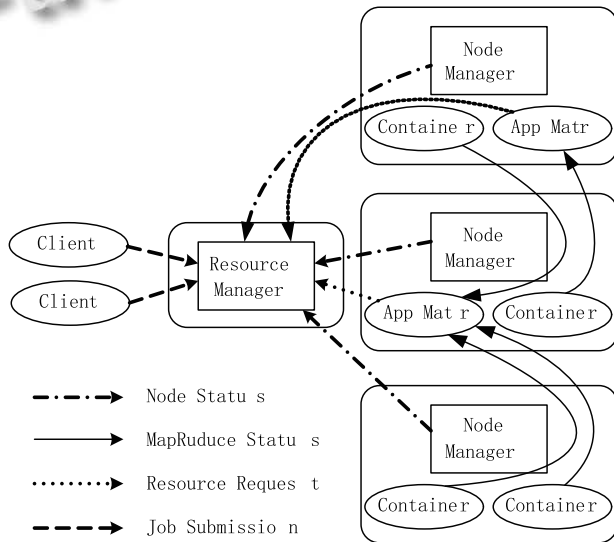 Node
Manager
Containe r
App Matr
Client
Client
Resource
Manager
Node
Manager
App Mat r
Container
Node
Manager
Container
Container
Node Statu s
MapRuduce Statu s
Resource Reques t
Job Submissio n